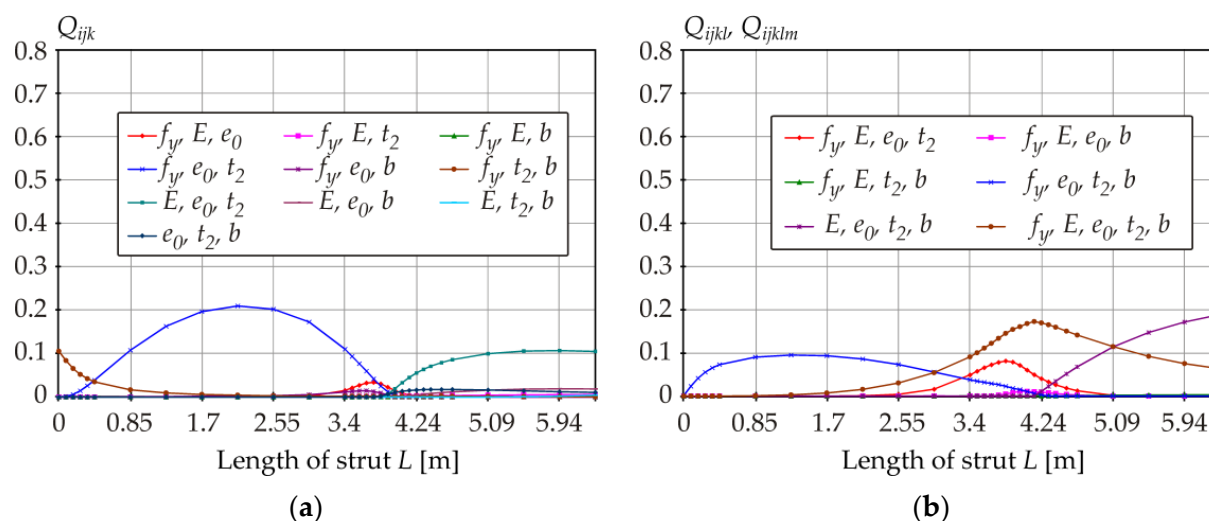 Q_ijk
0.8
0.7
0.6
0.5
0.4
0.3
0.2
0.1
0
f_y, E, e_0
f_y, E, t_2
f_y, E, b
f_y, e_0, t_2
f_y, e_0, b
f_y, t_2, b
E, e_0, t_2
E, e_0, b
E, t_2, b
e_0, t_2, b
0 0.85 1.7 2.55 3.4 4.24 5.09 5.94
Length of strut L [m]
(a)
Q_ijkl, Q_ijklm
0.8
0.7
0.6
0.5
0.4
0.3
0.2
0.1
0
f_y, E, e_0, t_2
f_y, E, e_0, b
f_y, E, t_2, b
f_y, e_0, t_2, b
E, e_0, t_2, b
f_y, E, e_0, t_2, b
0 0.85 1.7 2.55 3.4 4.24 5.09 5.94
Length of strut L [m]
(b)